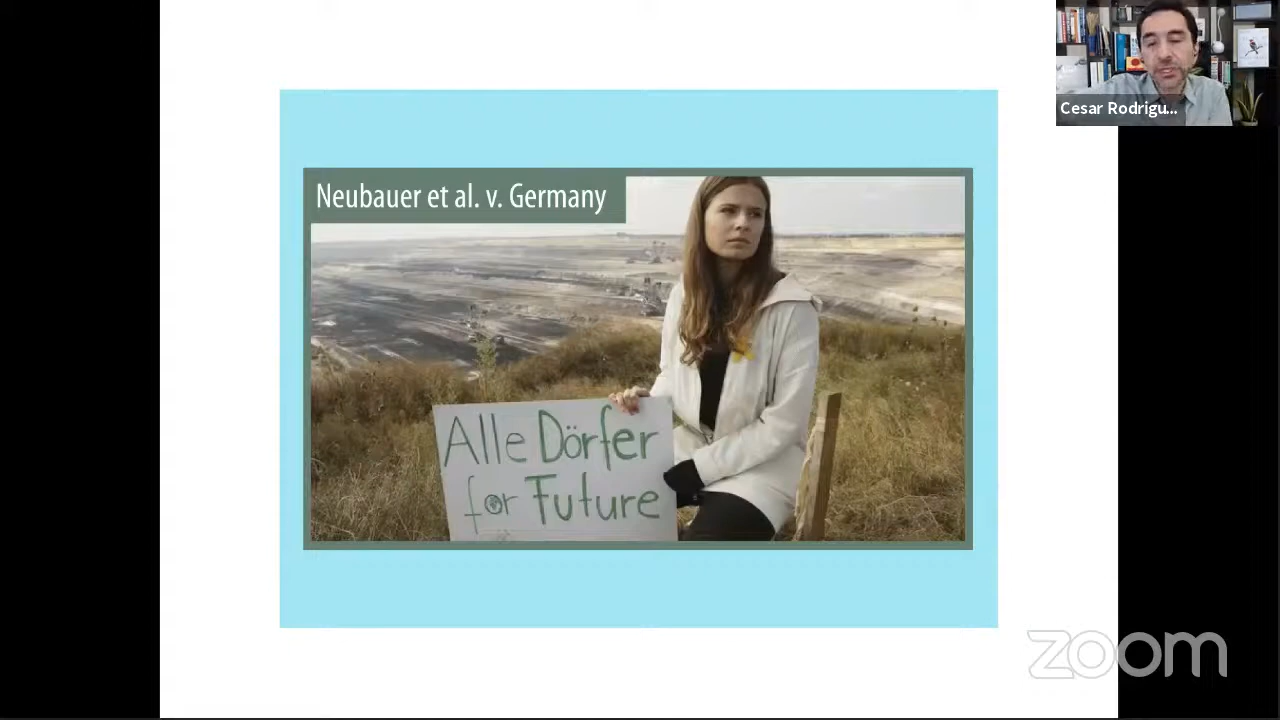 Neubauer et al. v. Germany
Alle Dörfer
for Future
Cesar Rodrigu...
zoom